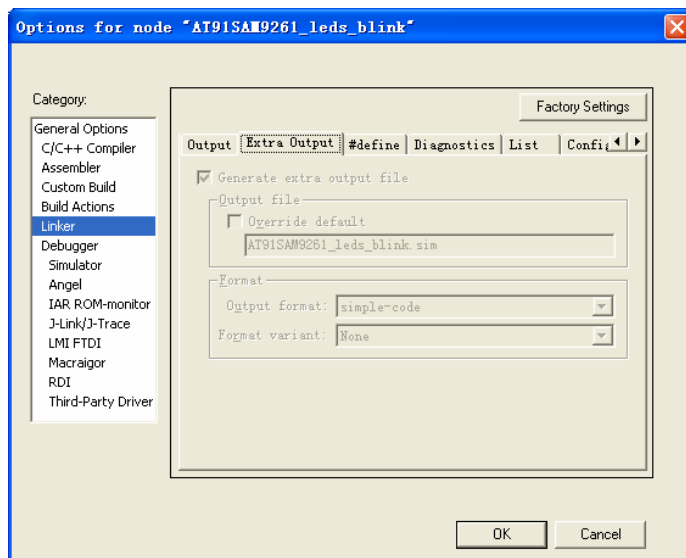 Options for node "AT91SAM9261_leds_blink"
Category:
General Options
C/C++ Compiler
Assembler
Custom Build
Build Actions
Linker
Debugger
Simulator
Angel
IAR ROM-monitor
J-Link/J-Trace
LMI FTDI
Macraigor
RDI
Third-Party Driver
Factory Settings
Output Extra Output #define Diagnostics List Config
Generate extra output file
Output file
Override default
AT91SAM9261_leds_blink.sim
Format
Output format: simple-code
Format variant: None
OK Cancel